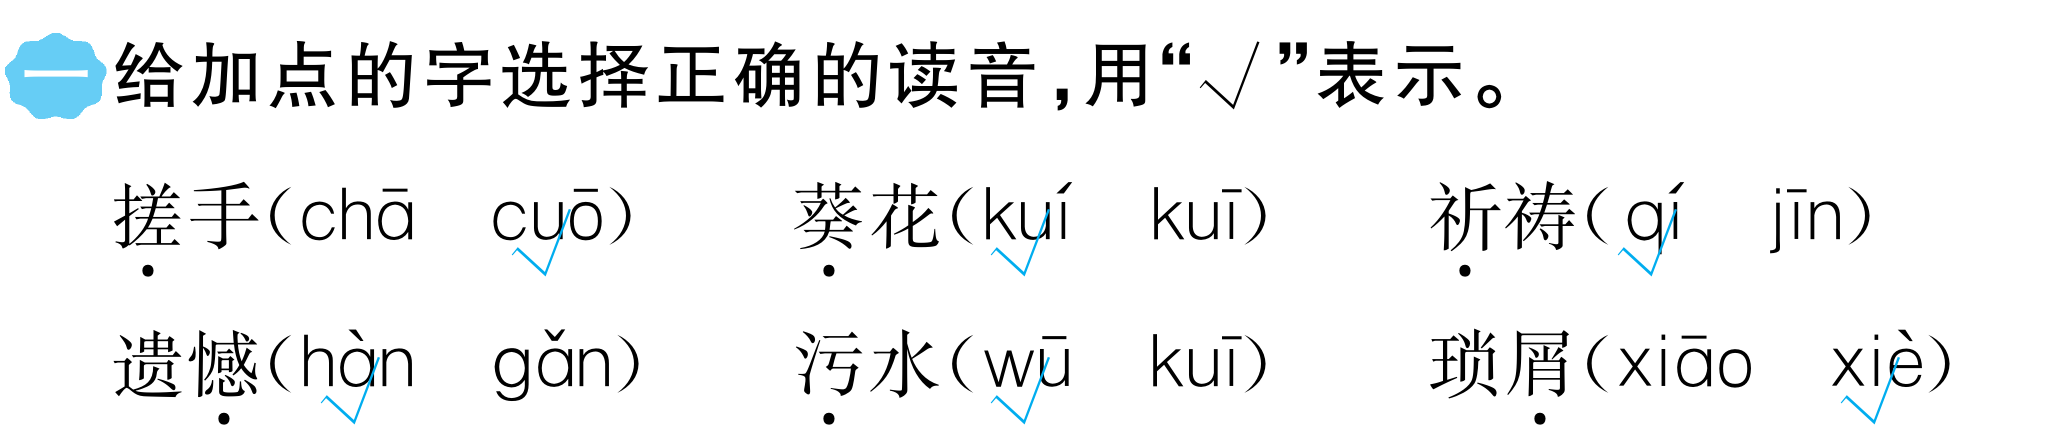 一 给加点的字选择正确的读音,用“√”表示。
搓手(chā cuō√) 葵花(kuí√ kuī) 祈祷(qí√ jīn)
遗憾(hàn√ gǎn) 污水(wū√ kuī) 琐屑(xiāo xiè√)